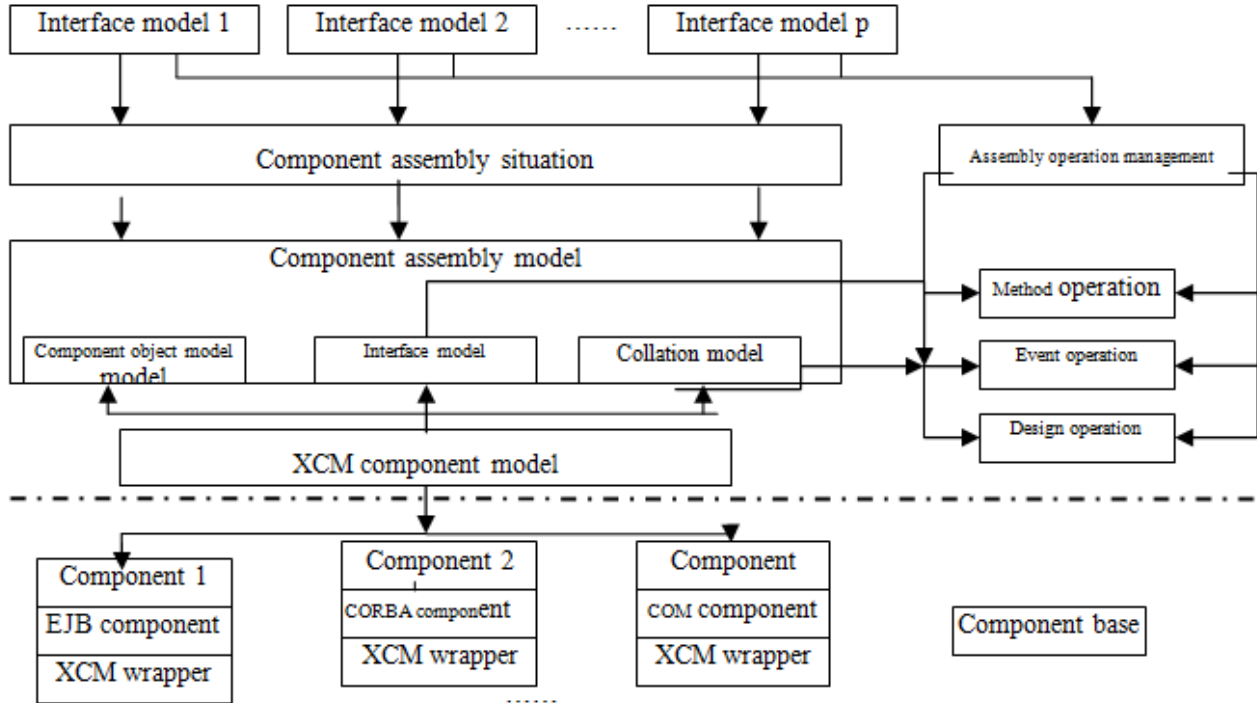 Interface model 1
Interface model 2
......
Interface model p
Component assembly situation
Assembly operation management
Component assembly model
Method operation
Component object model
model
Interface model
Collation model
Event operation
Design operation
XCM component model
Component 1
EJB component
XCM wrapper
Component 2
CORBA component
XCM wrapper
Component
COM component
XCM wrapper
Component base
......